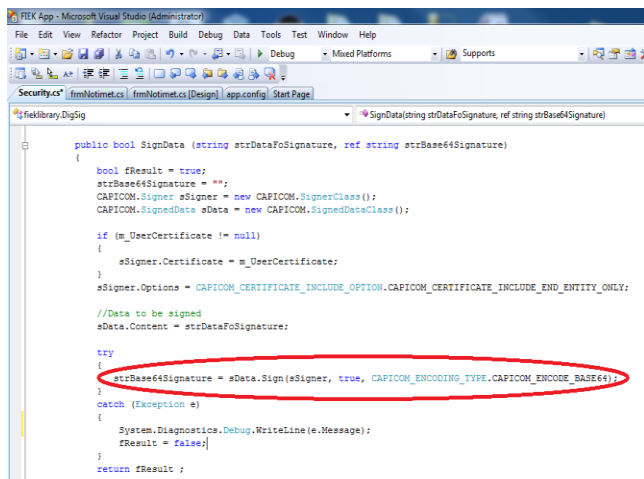 FIEK App - Microsoft Visual Studio (Administrator)
File Edit View Refactor Project Build Debug Data Tools Test Window Help
Debug Mixed Platforms Supports
Security.cs* frmNotimet.cs frmNotimet.cs [Design] app.config Start Page
fieklibrary.DigSig SignData(string strDataFoSignature, ref string strBase64Signature)
public bool SignData (string strDataFoSignature, ref string strBase64Signature)
{
bool fResult = true;
strBase64Signature = "";
CAPICOM.Signer sSigner = new CAPICOM.SignerClass();
CAPICOM.SignedData sData = new CAPICOM.SignedDataClass();
if (m_UserCertificate != null)
{
sSigner.Certificate = m_UserCertificate;
}
sSigner.Options = CAPICOM_CERTIFICATE_INCLUDE_OPTION.CAPICOM_CERTIFICATE_INCLUDE_END_ENTITY_ONLY;
//Data to be signed
sData.Content = strDataFoSignature;
try
{
strBase64Signature = sData.Sign(sSigner, true, CAPICOM_ENCODING_TYPE.CAPICOM_ENCODE_BASE64);
}
catch (Exception e)
{
System.Diagnostics.Debug.WriteLine(e.Message);
fResult = false;
}
return fResult ;